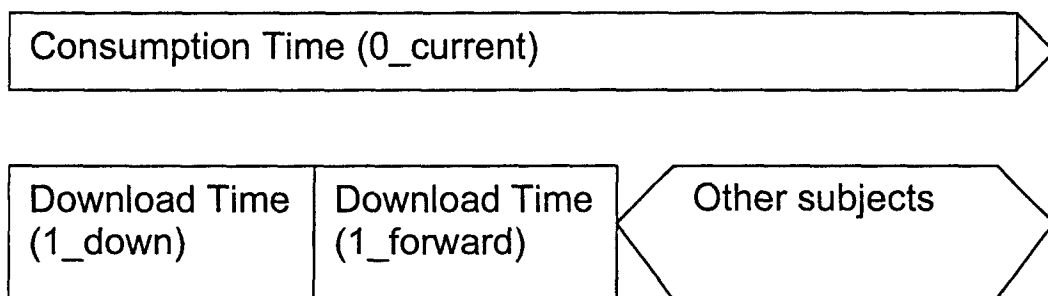 Consumption Time (0_current)
Download Time
(1_down)
Download Time
(1_forward)
Other subjects